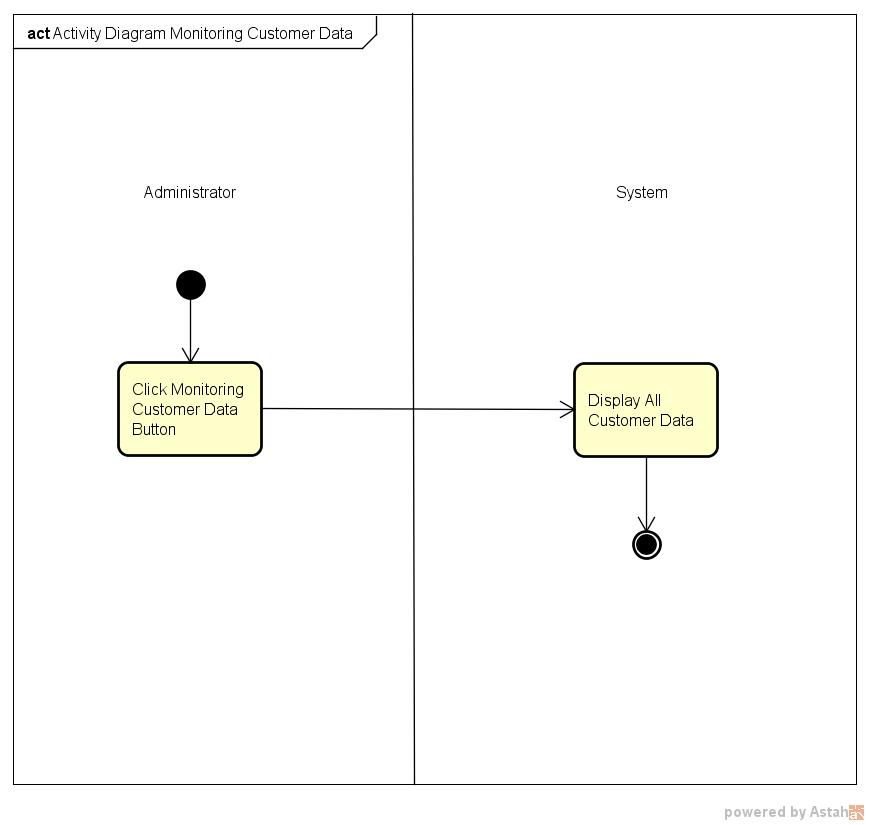 act Activity Diagram Monitoring Customer Data
Administrator
System
Click Monitoring
Customer Data
Button
Display All
Customer Data
powered by Astah